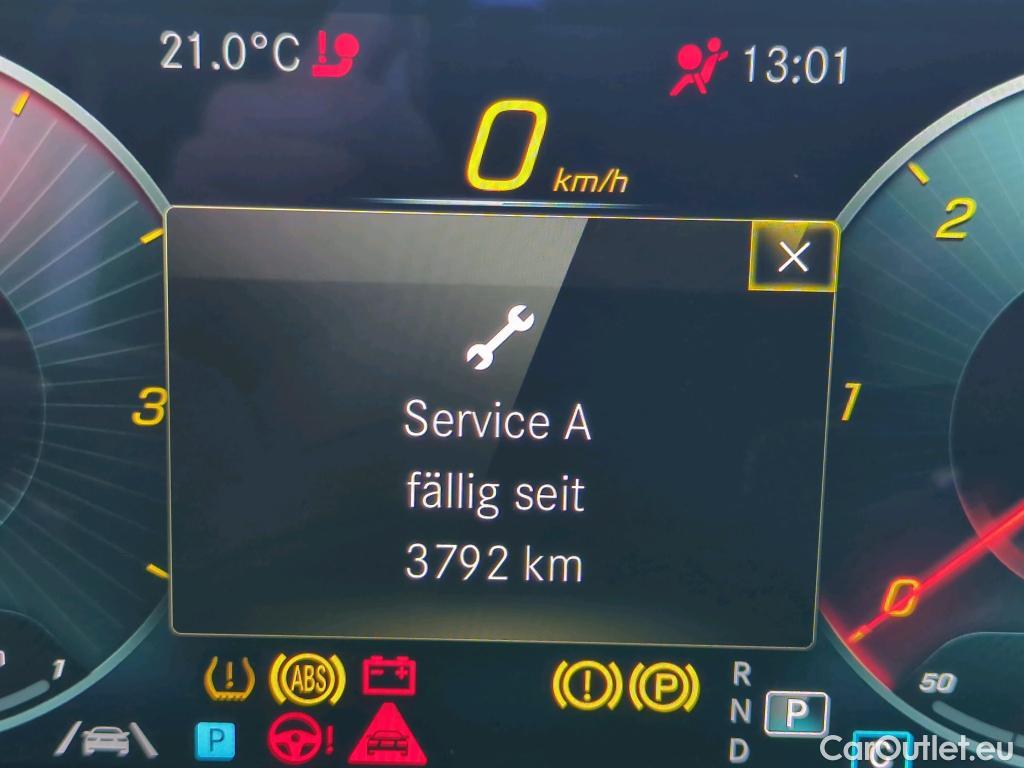 21.0°C
13:01
0 km/h
2
Service A
3
1
fällig seit
3792 km
0
1
50
ABS
P
R
N
P
D
P
C
CarOutlet.eu